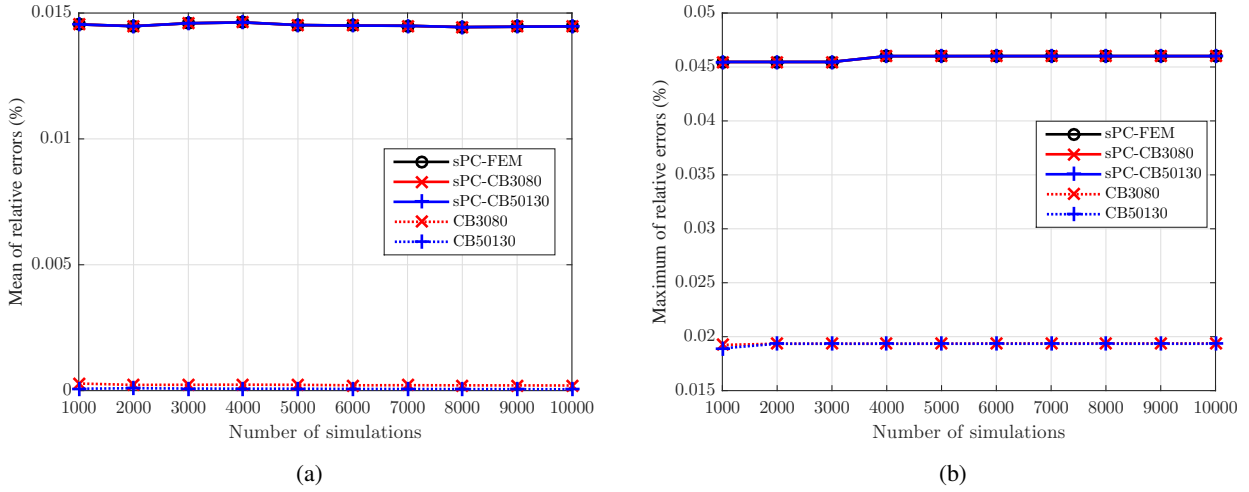 0.015
0.01
0.005
0
Mean of relative errors (%)
sPC-FEM
sPC-CB3080
sPC-CB50130
CB3080
CB50130
1000 2000 3000 4000 5000 6000 7000 8000 9000 10000
Number of simulations
(a)
0.05
0.045
0.04
0.035
0.03
0.025
0.02
0.015
Maximum of relative errors (%)
sPC-FEM
sPC-CB3080
sPC-CB50130
CB3080
CB50130
1000 2000 3000 4000 5000 6000 7000 8000 9000 10000
Number of simulations
(b)